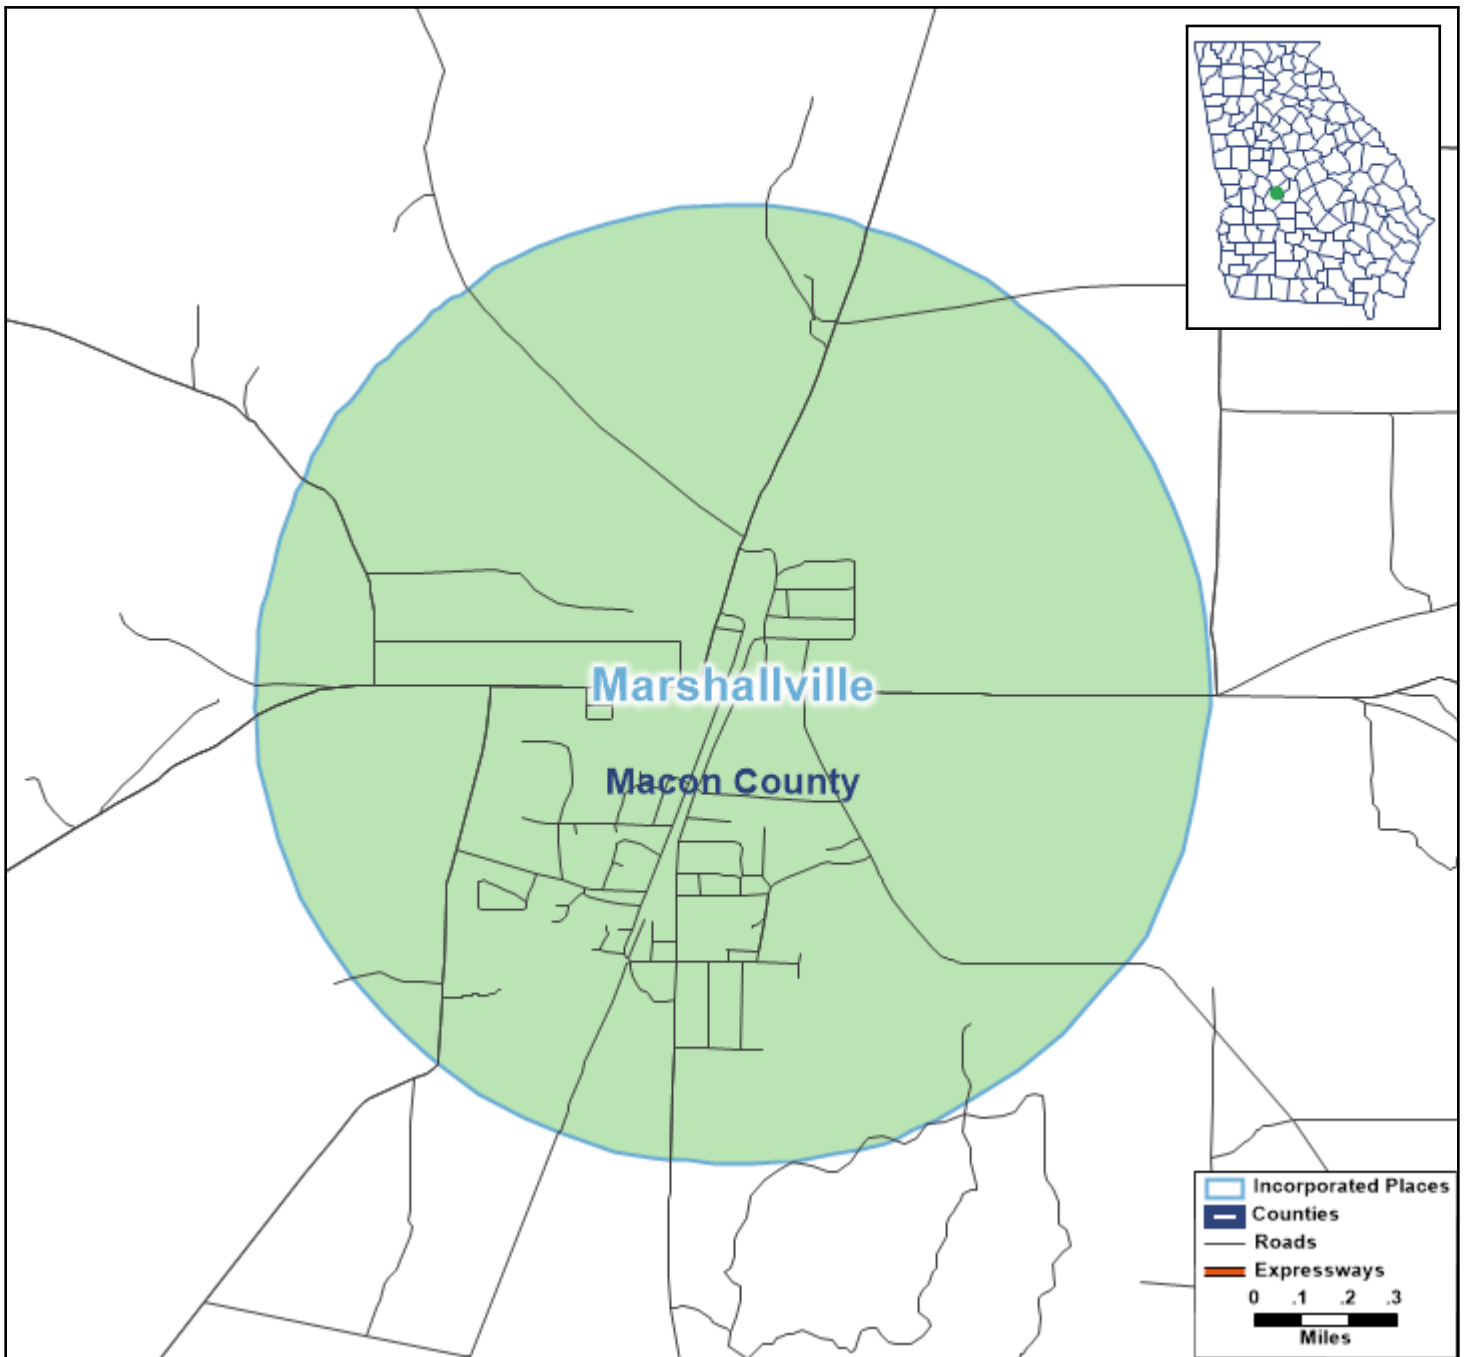 Marshallville
Macon County
Incorporated Places
Counties
Roads
Expressways
0 .1 .2 .3
Miles